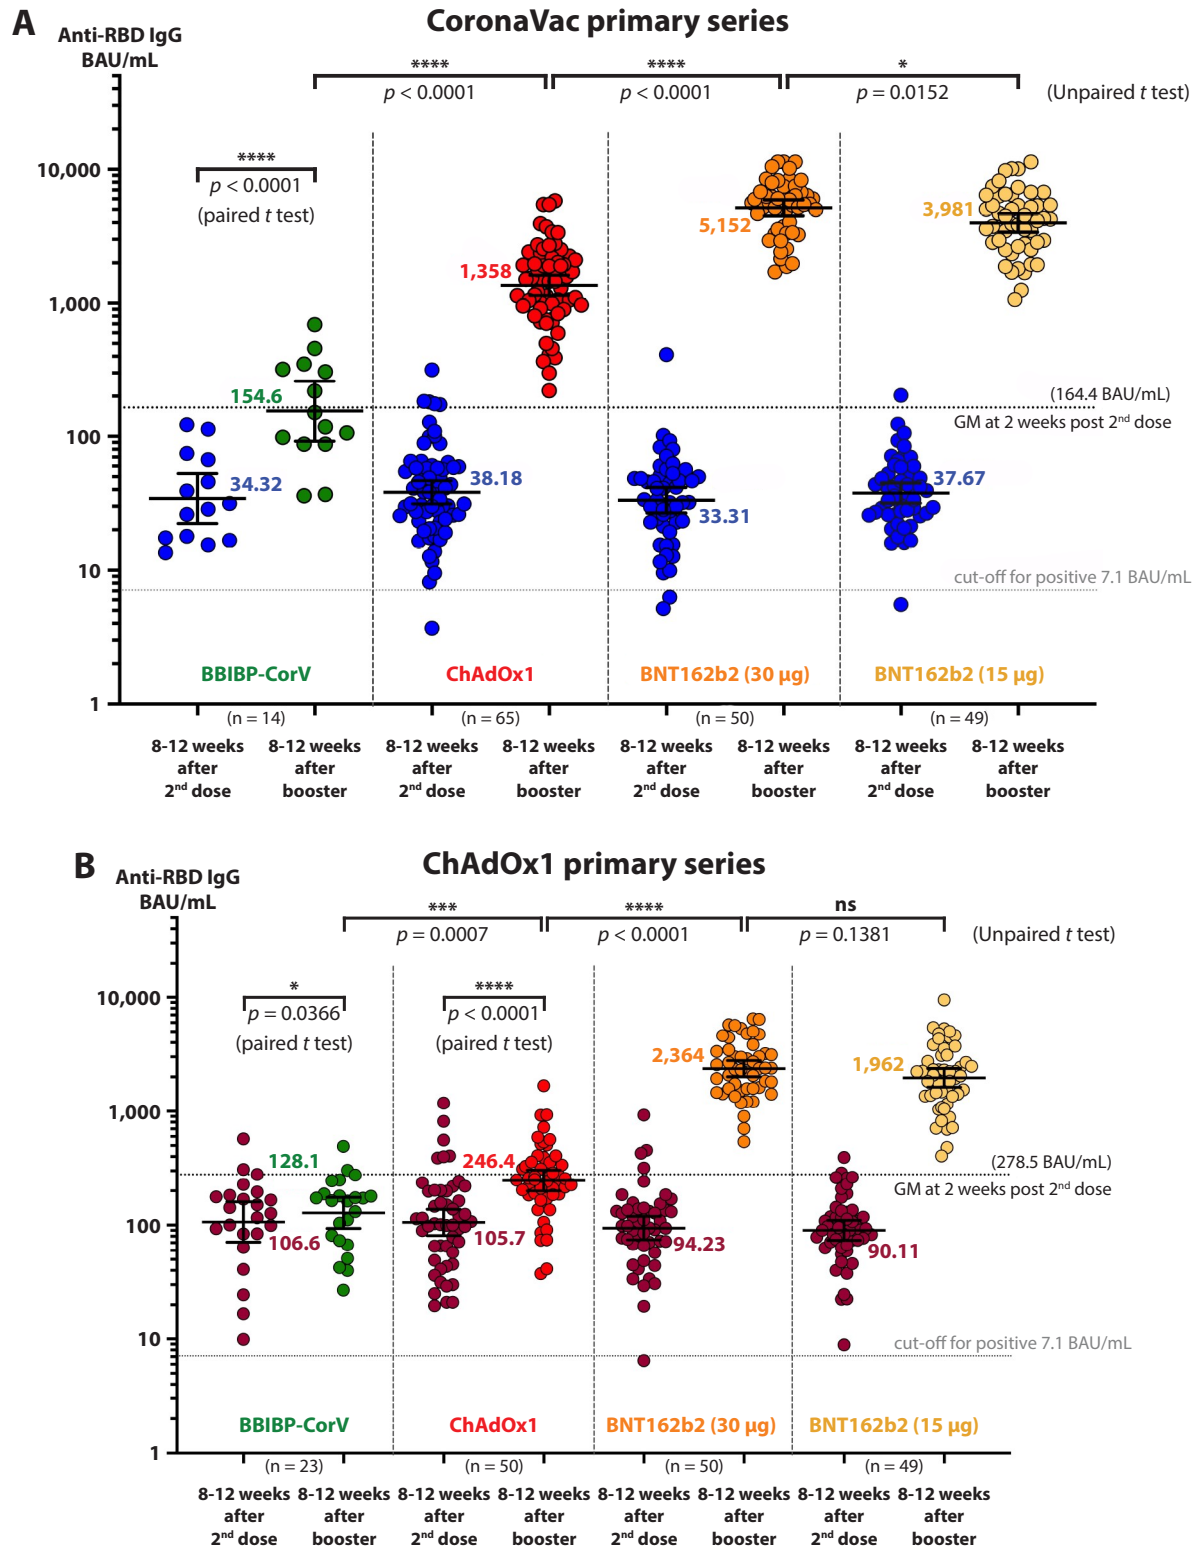 A
CoronaVac primary series
Anti-RBD IgG
BAU/mL
**** **** *
p < 0.0001 p < 0.0001 p = 0.0152 (Unpaired t test)
****
p < 0.0001
(paired t test)
10,000
1,000
100
10
1
154.6
34.32
1,358
38.18
5,152
33.31
3,981
37.67
(164.4 BAU/mL)
GM at 2 weeks post 2nd dose
cut-off for positive 7.1 BAU/mL
BBIBP-CorV ChAdOx1 BNT162b2 (30 µg) BNT162b2 (15 µg)
(n = 14) (n = 65) (n = 50) (n = 49)
8-12 weeks 8-12 weeks 8-12 weeks 8-12 weeks 8-12 weeks 8-12 weeks 8-12 weeks 8-12 weeks
after after after after after after after after
2nd dose booster 2nd dose booster 2nd dose booster 2nd dose booster
B
ChAdOx1 primary series
Anti-RBD IgG
BAU/mL
*** **** ns
p = 0.0007 p < 0.0001 p = 0.1381 (Unpaired t test)
* ****
p = 0.0366 p < 0.0001
(paired t test) (paired t test)
10,000
1,000
100
10
1
128.1
106.6
246.4
105.7
2,364
94.23
1,962
90.11
(278.5 BAU/mL)
GM at 2 weeks post 2nd dose
cut-off for positive 7.1 BAU/mL
BBIBP-CorV ChAdOx1 BNT162b2 (30 µg) BNT162b2 (15 µg)
(n = 23) (n = 50) (n = 50) (n = 49)
8-12 weeks 8-12 weeks 8-12 weeks 8-12 weeks 8-12 weeks 8-12 weeks 8-12 weeks 8-12 weeks
after after after after after after after after
2nd dose booster 2nd dose booster 2nd dose booster 2nd dose booster